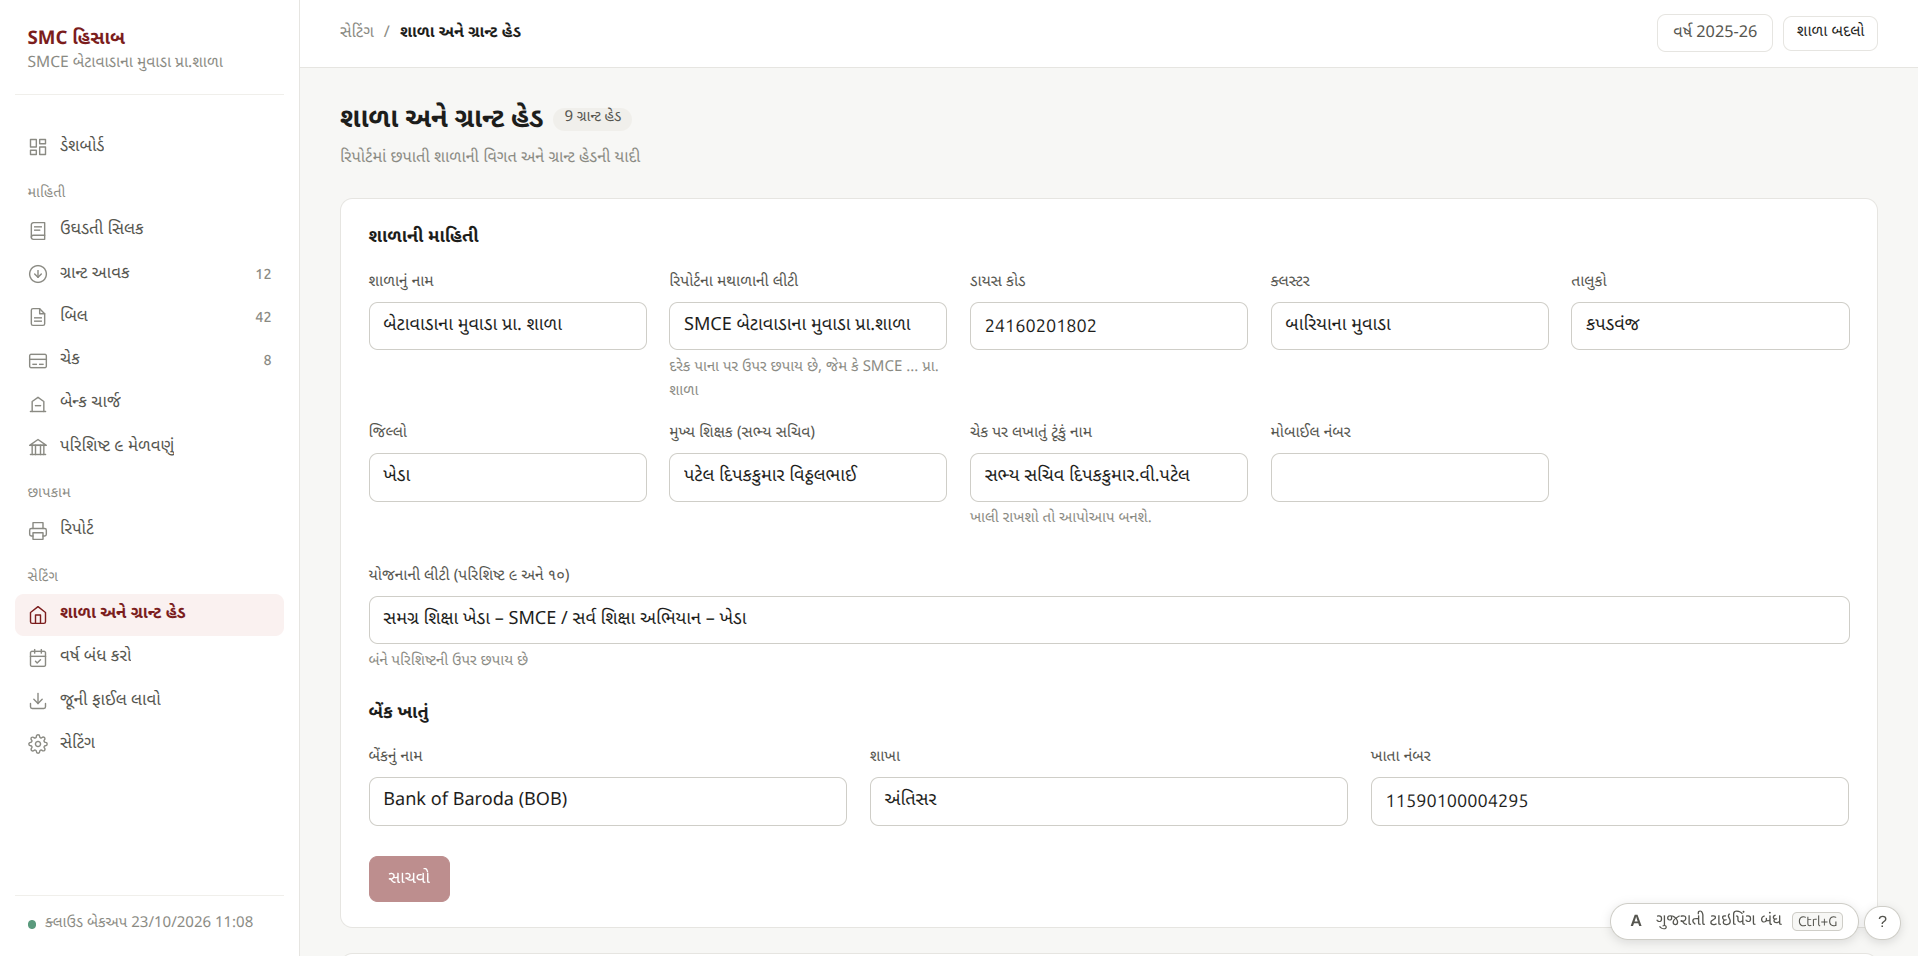 SMC હિસાબ
SMCE બેટાવાડાના મુવાડા પ્રા.શાળા
ડેશબોર્ડ
માહિતી
ઉઘડતી સિલક
ગ્રાન્ટ આવક 12
બિલ 42
ચેક 8
બેન્ક ચાર્જ
પરિશિષ્ટ ૯ મેળવણું
છાપકામ
રિપોર્ટ
સેટિંગ
શાળા અને ગ્રાન્ટ હેડ
વર્ષ બંધ કરો
જૂની ફાઈલ લાવો
સેટિંગ
ક્લાઉડ બેકઅપ 23/10/2026 11:08
સેટિંગ / શાળા અને ગ્રાન્ટ હેડ
વર્ષ 2025-26
શાળા બદલો
શાળા અને ગ્રાન્ટ હેડ 9 ગ્રાન્ટ હેડ
રિપોર્ટમાં છપાતી શાળાની વિગત અને ગ્રાન્ટ હેડની યાદી
શાળાની માહિતી
શાળાનું નામ
બેટાવાડાના મુવાડા પ્રા. શાળા
રિપોર્ટના મથાળાની લીટી
SMCE બેટાવાડાના મુવાડા પ્રા.શાળા
દરેક પાના પર ઉપર છપાય છે, જેમ કે SMCE … પ્રા.
શાળા
ડાયસ કોડ
24160201802
ક્લસ્ટર
બારિયાના મુવાડા
તાલુકો
કપડવંજ
જિલ્લો
ખેડા
મુખ્ય શિક્ષક (સભ્ય સચિવ)
પટેલ દિપકકુમાર વિઠ્ઠલભાઈ
ચેક પર લખાતું ટૂંકું નામ
સભ્ય સચિવ દિપકકુમાર.વી.પટેલ
ખાલી રાખશો તો આપોઆપ બનશે.
મોબાઈલ નંબર
યોજનાની લીટી (પરિશિષ્ટ ૯ અને ૧૦)
સમગ્ર શિક્ષા ખેડા – SMCE / સર્વ શિક્ષા અભિયાન – ખેડા
બંને પરિશિષ્ટની ઉપર છપાય છે
બેંક ખાતું
બેંકનું નામ
Bank of Baroda (BOB)
શાખા
અંતિસર
ખાતા નંબર
11590100004295
સાચવો
A ગુજરાતી ટાઇપિંગ બંધ Ctrl+G
?